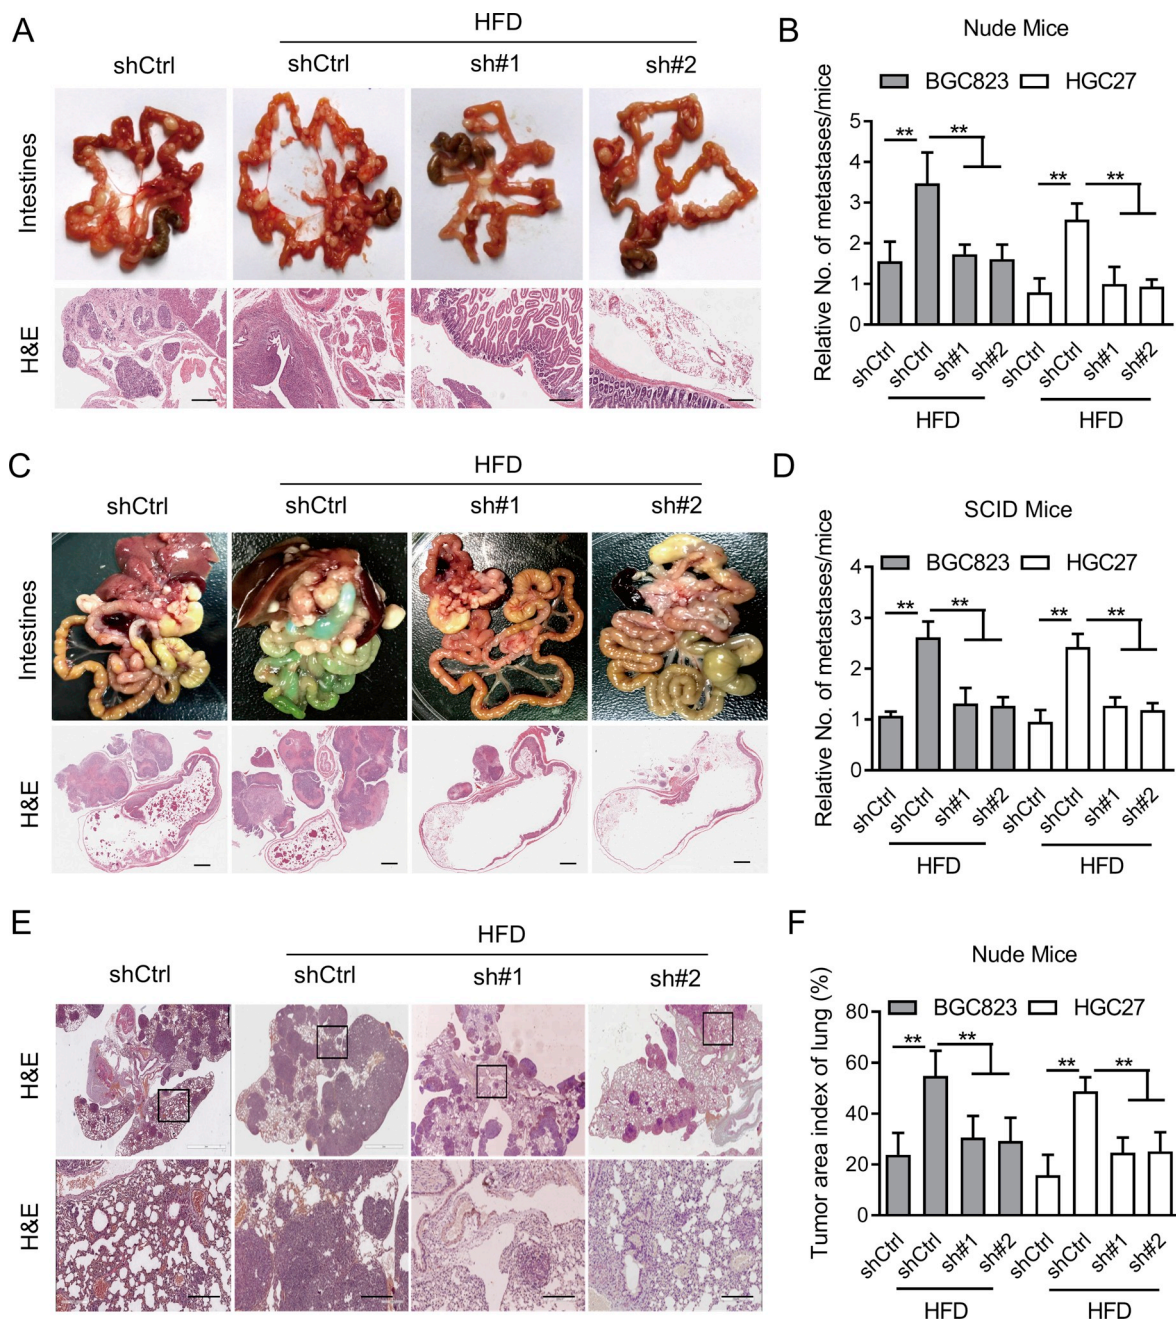 A
HFD
shCtrl
shCtrl
sh#1
sh#2
Intestines
H&E
B
Nude Mice
BGC823
HGC27
Relative No. of metastases/mice
5
4
3
2
1
0
**
**
**
**
shCtrl
shCtrl
sh#1
sh#2
shCtrl
shCtrl
sh#1
sh#2
HFD
HFD
C
HFD
shCtrl
shCtrl
sh#1
sh#2
Intestines
H&E
D
SCID Mice
BGC823
HGC27
Relative No. of metastases/mice
4
3
2
1
0
**
**
**
**
shCtrl
shCtrl
sh#1
sh#2
shCtrl
shCtrl
sh#1
sh#2
HFD
HFD
E
HFD
shCtrl
shCtrl
sh#1
sh#2
H&E
H&E
F
Nude Mice
BGC823
HGC27
Tumor area index of lung (%)
80
60
40
20
0
**
**
**
**
shCtrl
shCtrl
sh#1
sh#2
shCtrl
shCtrl
sh#1
sh#2
HFD
HFD